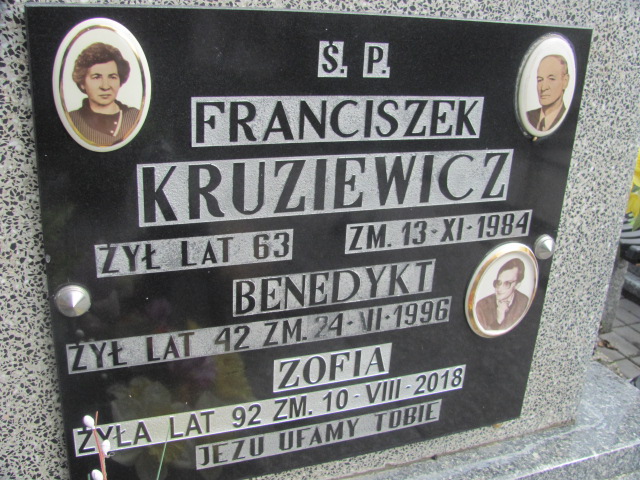 Ś. P.
FRANCISZEK
KRUZIEWICZ
ŻYŁ LAT 63 ZM. 13-XI-1984
BENEDYKT
ŻYŁ LAT 42 ZM. 24-VI-1996
ZOFIA
ŻYŁA LAT 92 ZM. 10-VIII-2018
JEZU UFAMY TOBIE